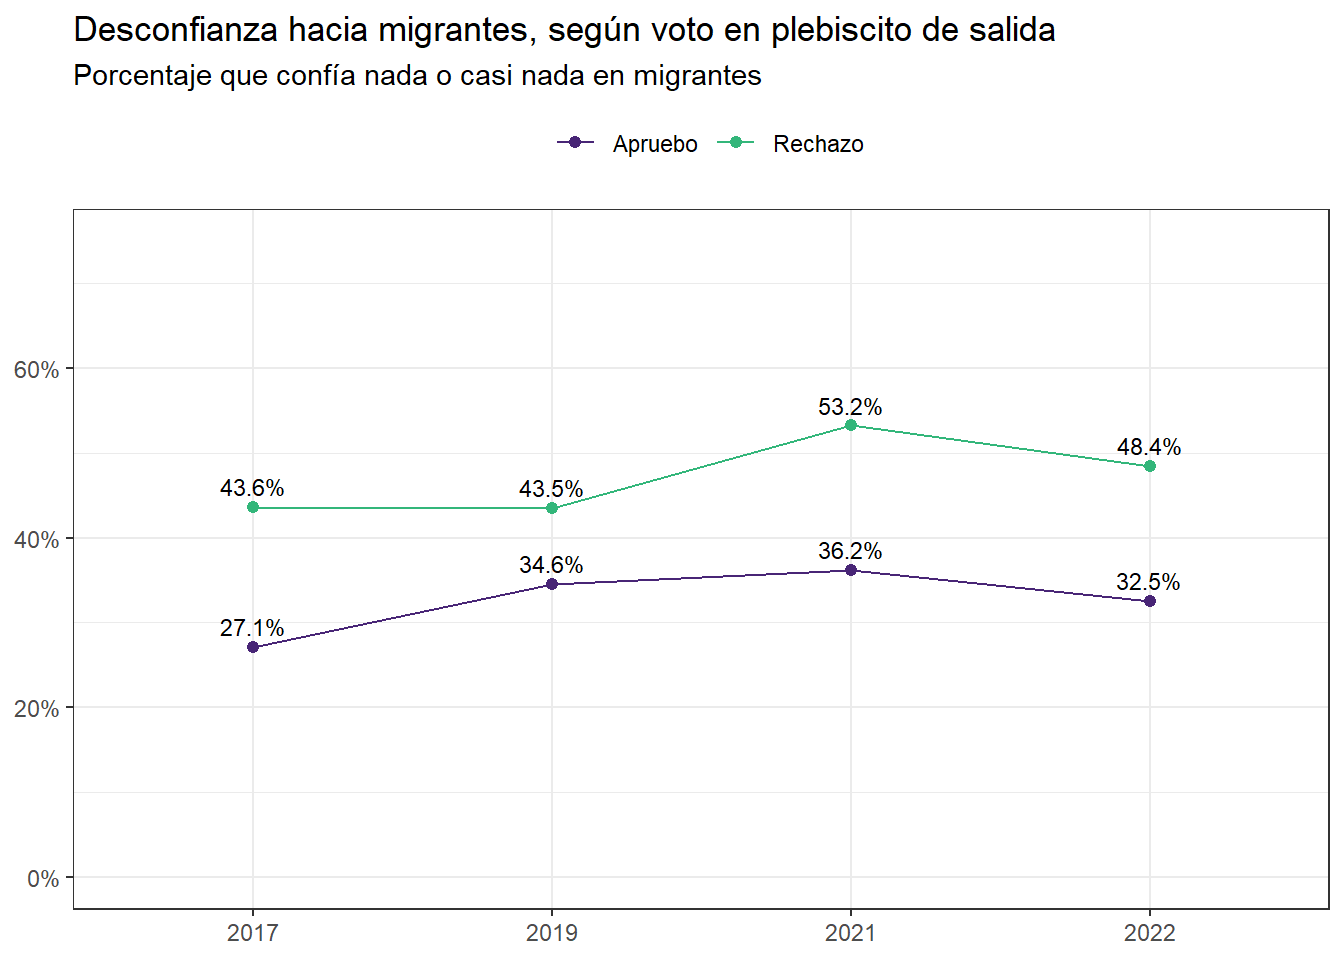 Desconfianza hacia migrantes, según voto en plebiscito de salida
Porcentaje que confía nada o casi nada en migrantes
Apruebo Rechazo
60%
53.2%
48.4%
43.6% 43.5%
40%
36.2%
34.6%
32.5%
27.1%
20%
0%
2017 2019 2021 2022